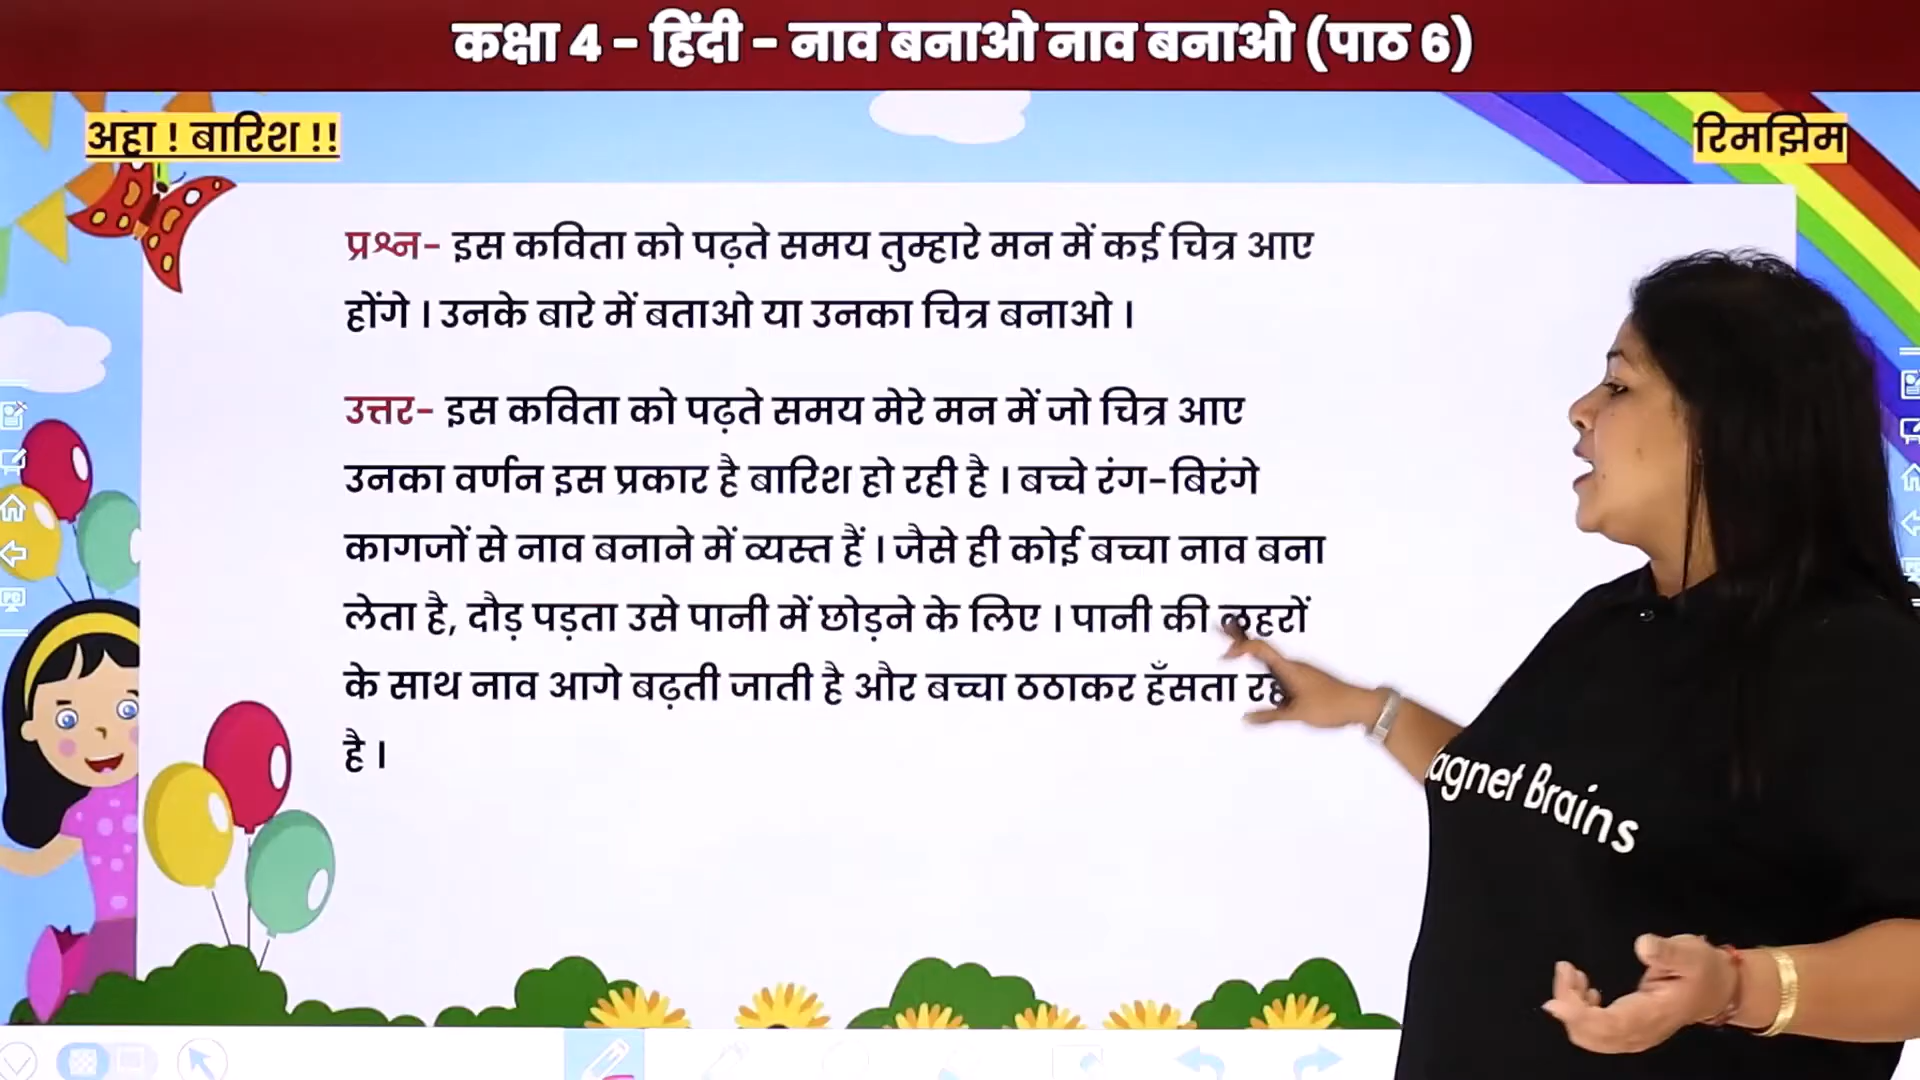 कक्षा 4 - हिंदी - नाव बनाओ नाव बनाओ (पाठ 6)
अहा ! बारिश !!
रिमझिम
प्रश्न- इस कविता को पढ़ते समय तुम्हारे मन में कई चित्र आए
होंगे । उनके बारे में बताओ या उनका चित्र बनाओ ।
उत्तर- इस कविता को पढ़ते समय मेरे मन में जो चित्र आए
उनका वर्णन इस प्रकार है बारिश हो रही है । बच्चे रंग-बिरंगे
कागजों से नाव बनाने में व्यस्त हैं । जैसे ही कोई बच्चा नाव बना
लेता है, दौड़ पड़ता उसे पानी में छोड़ने के लिए । पानी की लहरों
के साथ नाव आगे बढ़ती जाती है और बच्चा ठठाकर हँसता
है ।
agnet Brains